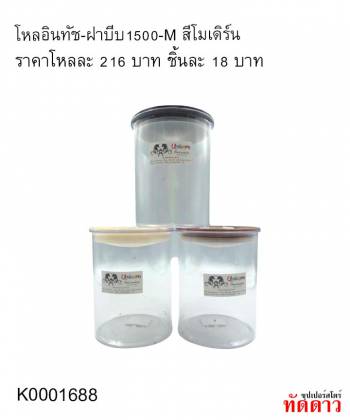 โหลอินทัช-ฝาบีบ1500-M สีโมเดิร์น
ราคาโหลละ 216 บาท ชิ้นละ 18 บาท
Unicorn
K0001688
ซุปเปอร์สโตร์
ทัดดาว